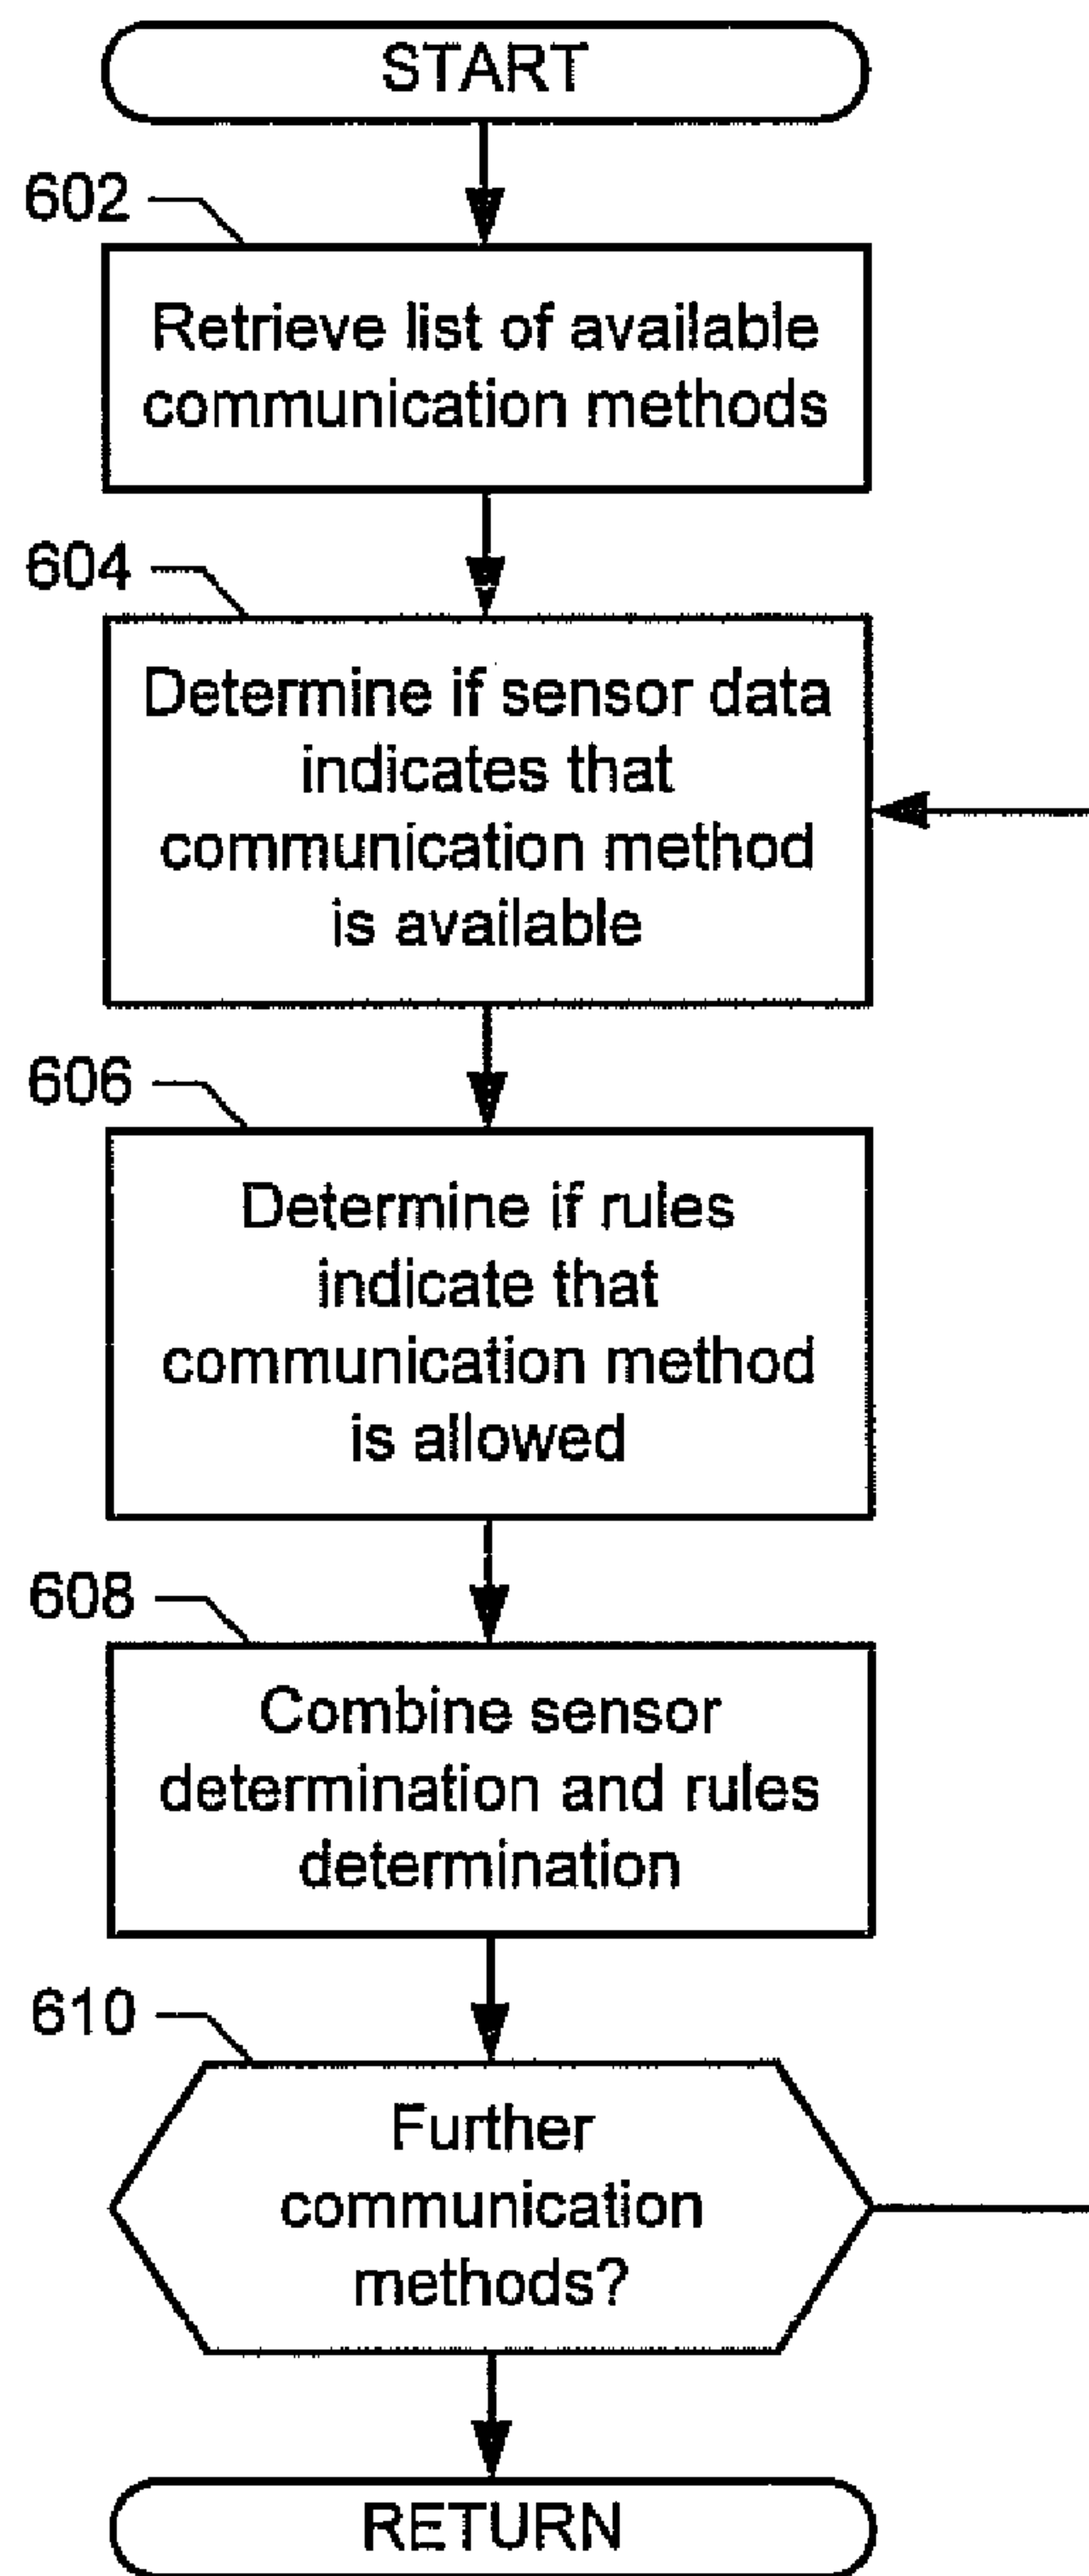 START
602
Retrieve list of available
communication methods
604
Determine if sensor data
indicates that
communication method
is available
606
Determine if rules
indicate that
communication method
is allowed
608
Combine sensor
determination and rules
determination
610
Further
communication
methods?
RETURN